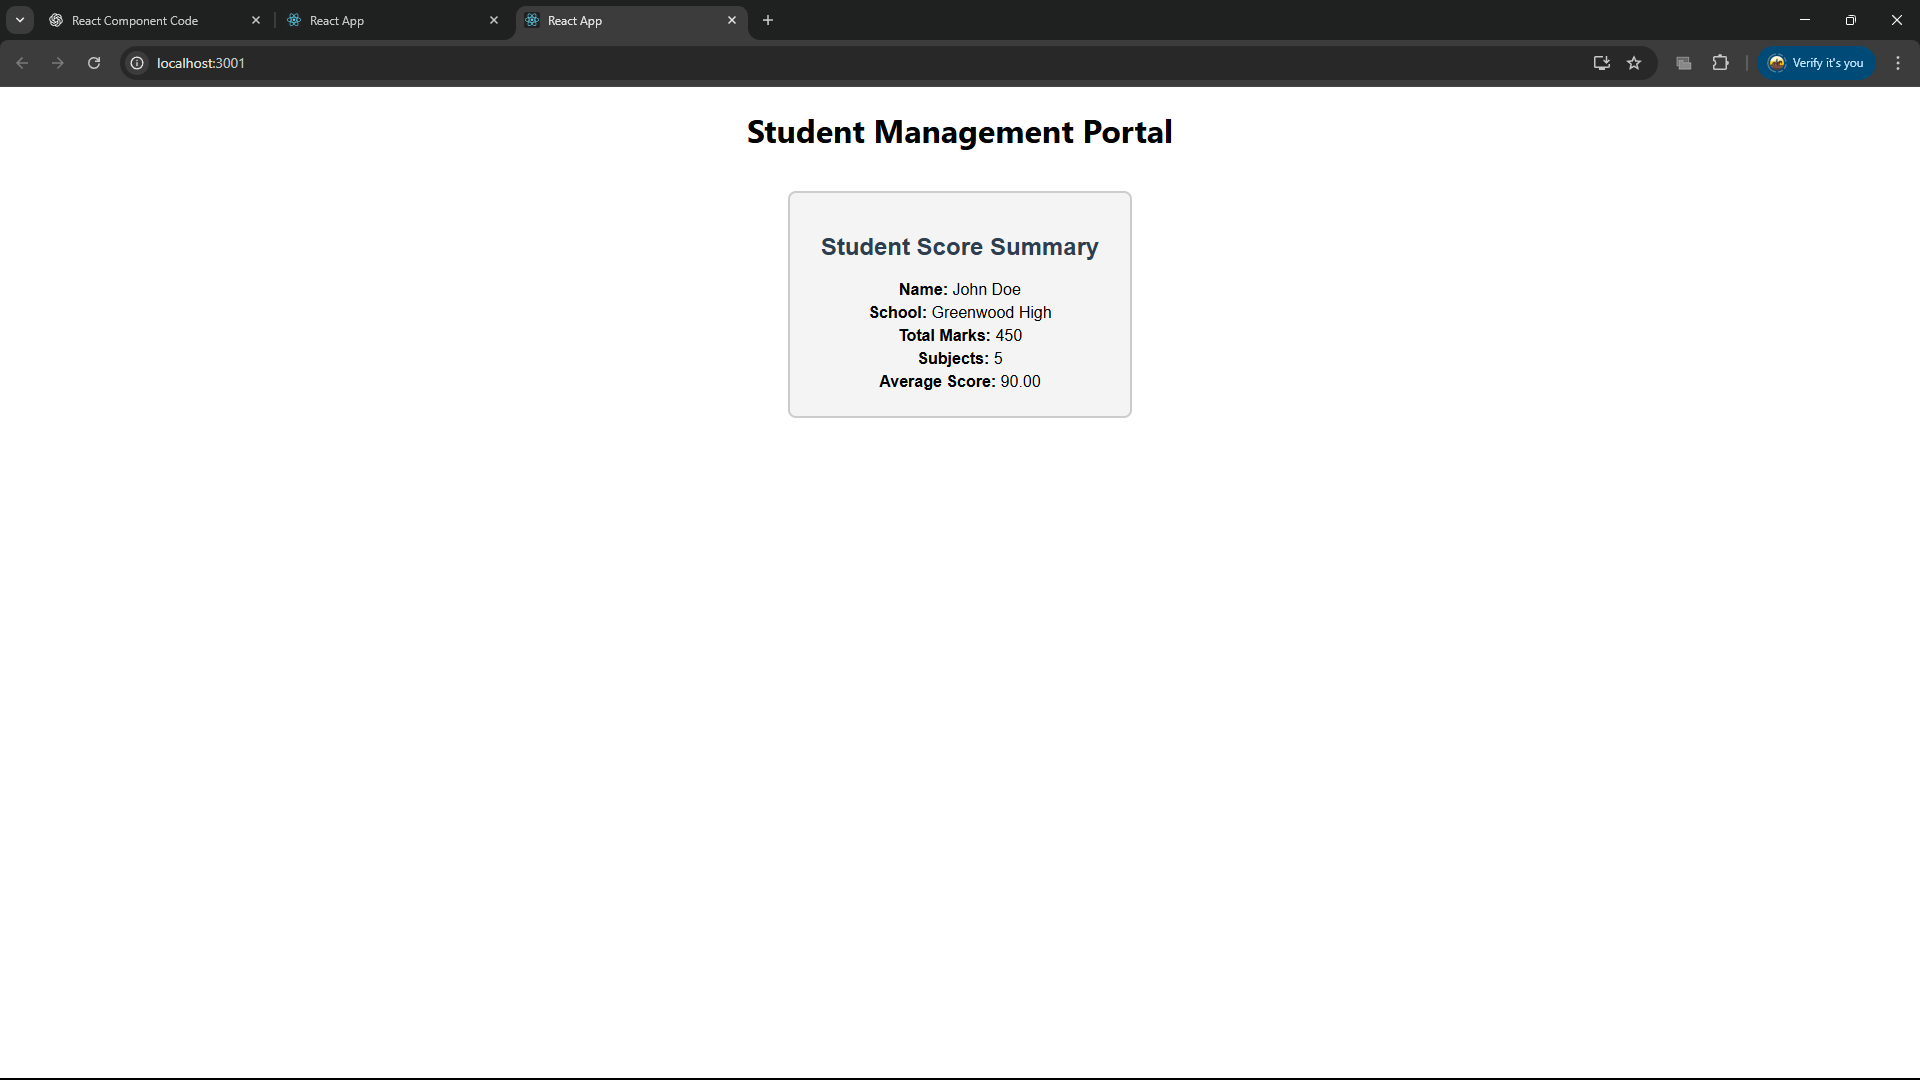 React Component Code
React App
React App
localhost:3001
Verify it's you
Student Management Portal
Student Score Summary
Name: John Doe
School: Greenwood High
Total Marks: 450
Subjects: 5
Average Score: 90.00